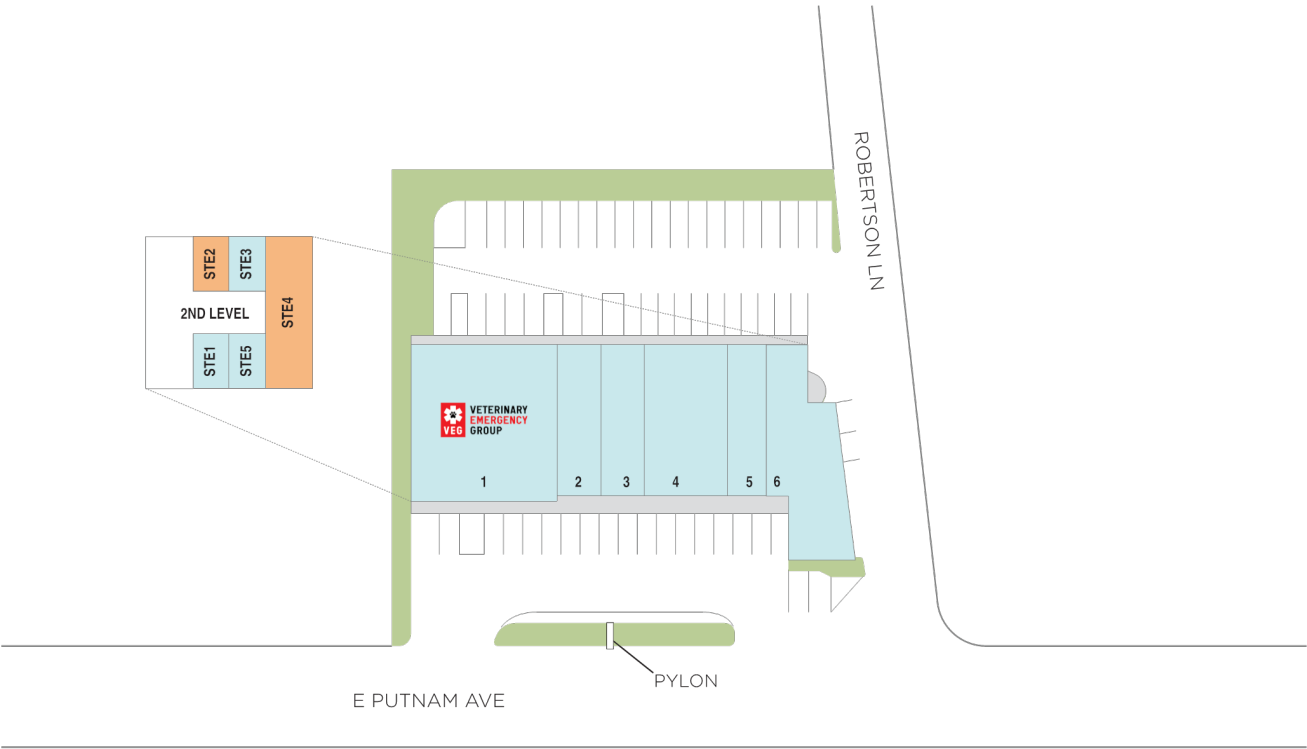 ROBERTSON LN
STE2
STE3
STE4
2ND LEVEL
STE1
STE5
VEG
VETERINARY
EMERGENCY
GROUP
1
2
3
4
5
6
PYLON
E PUTNAM AVE